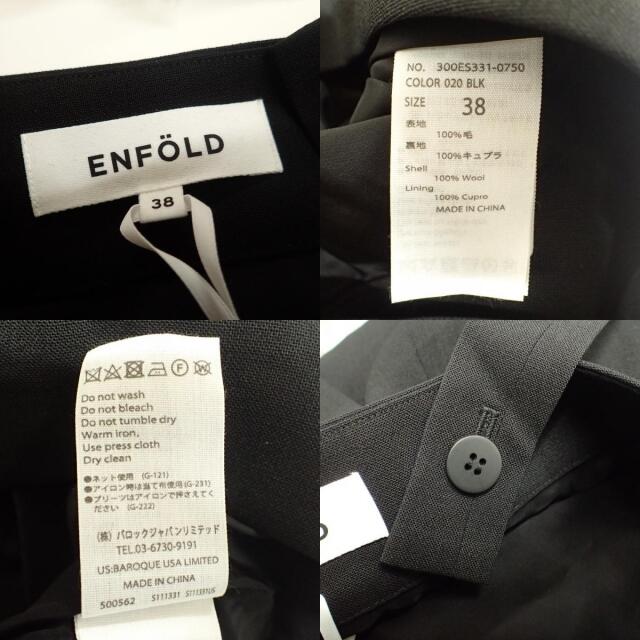 ENFÖLD
38
NO. 300ES331-0750
COLOR 020 BLK
SIZE 38
表地
100%毛
裏地
100%キュプラ
Shell
100% Wool
Lining
100% Cupro
MADE IN CHINA
Do not wash
Do not bleach
Do not tumble dry
Warm iron,
Use press cloth
Dry clean
●ネット使用 (G-121)
●アイロン時は当て布使用(G-231)
●プリーツはアイロンで押さえてく
ださい (G-222)
(株) バロックジャパンリミテッド
TEL.03-6730-9191
US:BAROQUE USA LIMITED
MADE IN CHINA
500562 S111331 S111331US
D